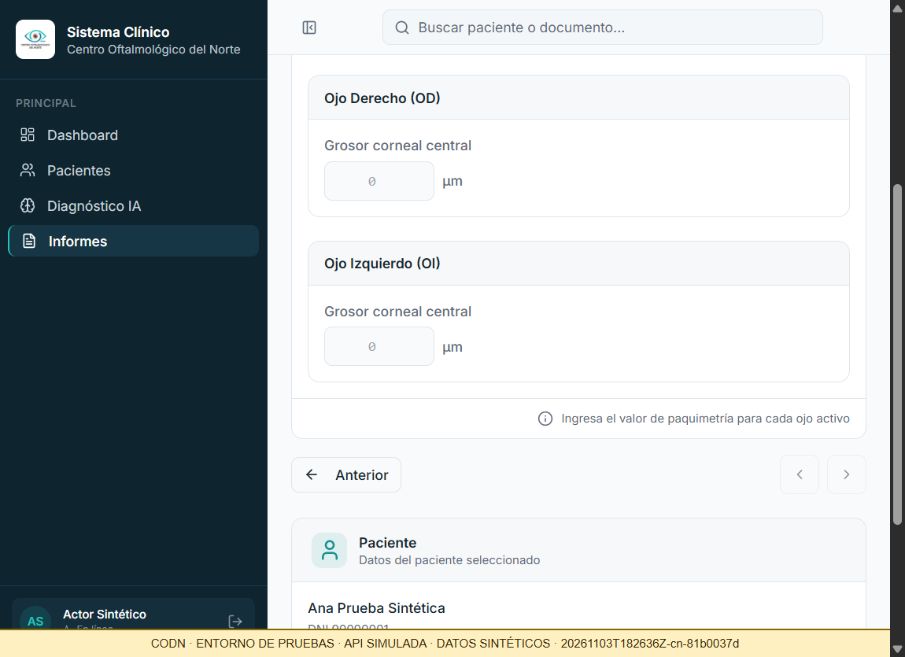 Sistema Clínico
Centro Oftalmológico del Norte
PRINCIPAL
Dashboard
Pacientes
Diagnóstico IA
Informes
AS
Actor Sintético
Buscar paciente o documento...
Ojo Derecho (OD)
Grosor corneal central
0 µm
Ojo Izquierdo (OI)
Grosor corneal central
0 µm
Ingresa el valor de paquimetría para cada ojo activo
Anterior
Paciente
Datos del paciente seleccionado
Ana Prueba Sintética
CODN · ENTORNO DE PRUEBAS · API SIMULADA · DATOS SINTÉTICOS · 20261103T182636Z-cn-81b0037d